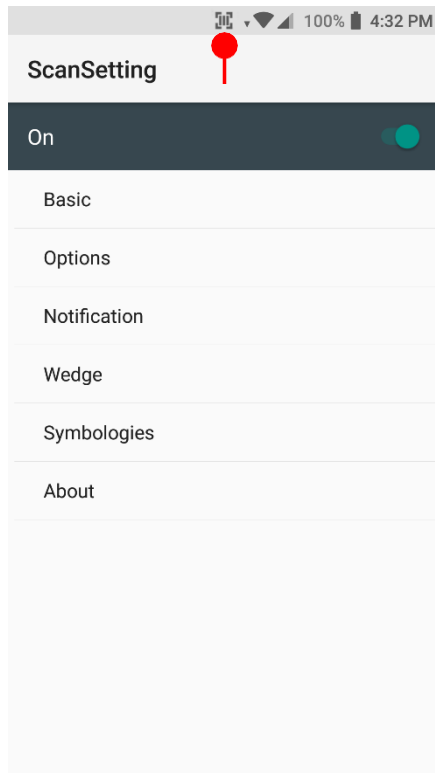 100% 4:32 PM
ScanSetting
On
Basic
Options
Notification
Wedge
Symbologies
About